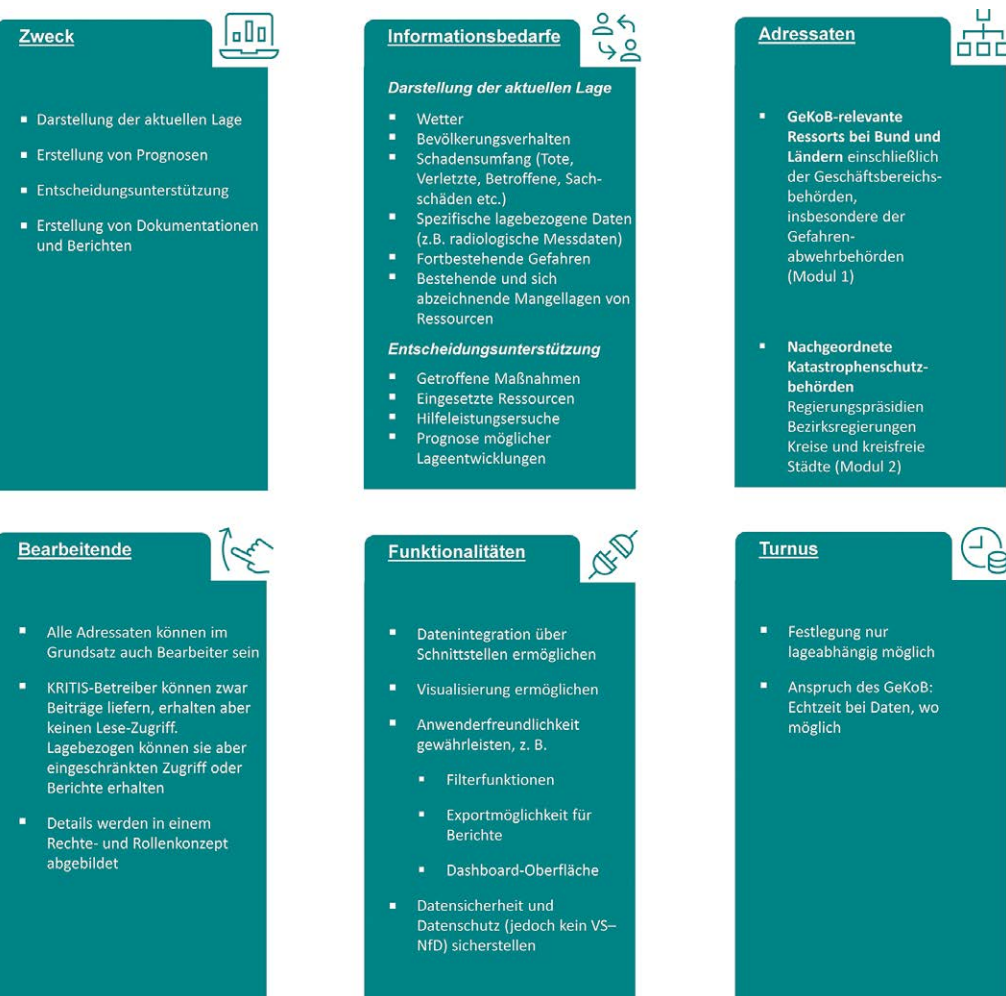 Zweck
Darstellung der aktuellen Lage
Erstellung von Prognosen
Entscheidungsunterstützung
Erstellung von Dokumentationen
und Berichten
Informationsbedarfe
Darstellung der aktuellen Lage
Wetter
Bevölkerungsverhalten
Schadensumfang (Tote,
Verletzte, Betroffene, Sach-
schäden etc.)
Spezifische lagebezogene Daten
(z.B. radiologische Messdaten)
Fortbestehende Gefahren
Bestehende und sich
abzeichnende Mangellagen von
Ressourcen
Entscheidungsunterstützung
Getroffene Maßnahmen
Eingesetzte Ressourcen
Hilfeleistungsersuche
Prognose möglicher
Lageentwicklungen
Adressaten
GeKoB-relevante
Ressorts bei Bund und
Ländern einschließlich
der Geschäftsbereichs-
behörden,
insbesondere der
Gefahren-
abwehrbehörden
(Modul 1)
Nachgeordnete
Katastrophenschutz-
behörden
Regierungspräsidien
Bezirksregierungen
Kreise und kreisfreie
Städte (Modul 2)
Bearbeitende
Alle Adressaten können im
Grundsatz auch Bearbeiter sein
KRITIS-Betreiber können zwar
Beiträge liefern, erhalten aber
keinen Lese-Zugriff.
Lagebezogen können sie aber
eingeschränkten Zugriff oder
Berichte erhalten
Details werden in einem
Rechte- und Rollenkonzept
abgebildet
Funktionalitäten
Datenintegration über
Schnittstellen ermöglichen
Visualisierung ermöglichen
Anwenderfreundlichkeit
gewährleisten, z. B.
Filterfunktionen
Exportmöglichkeit für
Berichte
Dashboard-Oberfläche
Datensicherheit und
Datenschutz (jedoch kein VS–
NfD) sicherstellen
Turnus
Festlegung nur
lageabhängig möglich
Anspruch des GeKoB:
Echtzeit bei Daten, wo
möglich